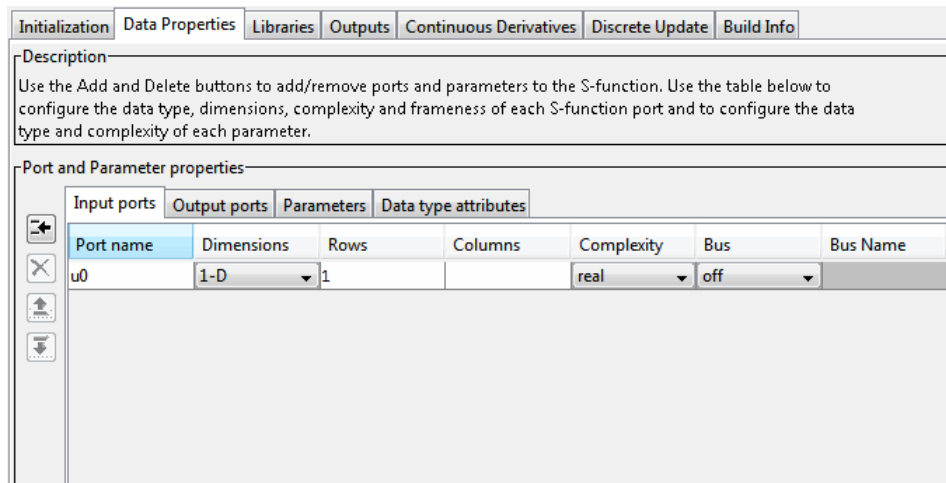 Initialization Data Properties Libraries Outputs Continuous Derivatives Discrete Update Build Info
Description
Use the Add and Delete buttons to add/remove ports and parameters to the S-function. Use the table below to
configure the data type, dimensions, complexity and frameness of each S-function port and to configure the data
type and complexity of each parameter.
Port and Parameter properties
Input ports Output ports Parameters Data type attributes
Port name Dimensions Rows Columns Complexity Bus Bus Name
u0 1-D 1 real off